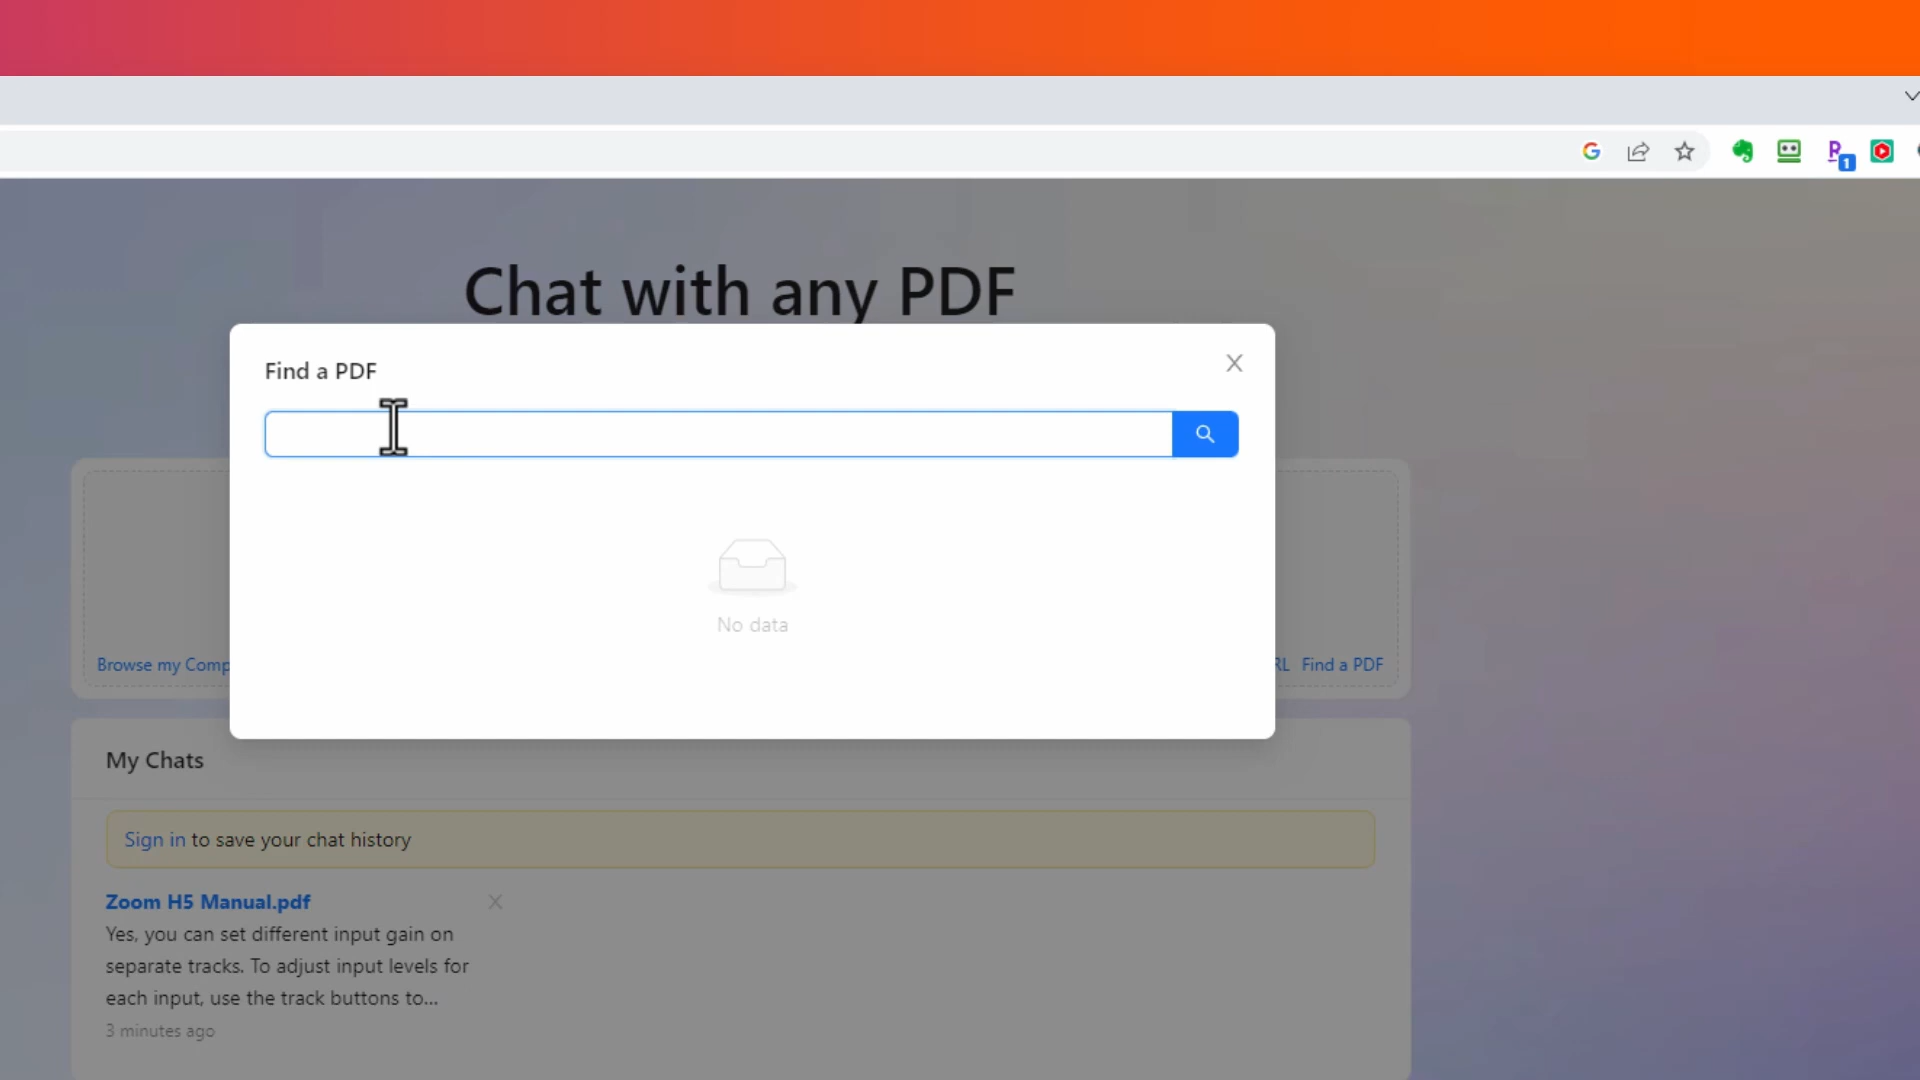 Chat with any PDF
Find a PDF
No data
Browse my Comp
RL Find a PDF
My Chats
Sign in to save your chat history
Zoom H5 Manual.pdf
Yes, you can set different input gain on
separate tracks. To adjust input levels for
each input, use the track buttons to...
3 minutes ago
R
1